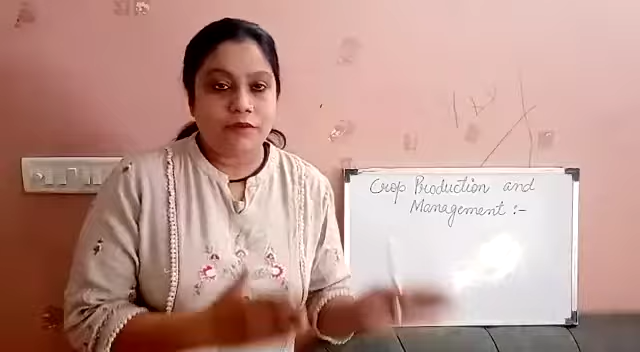 Crop Production and
Management :-